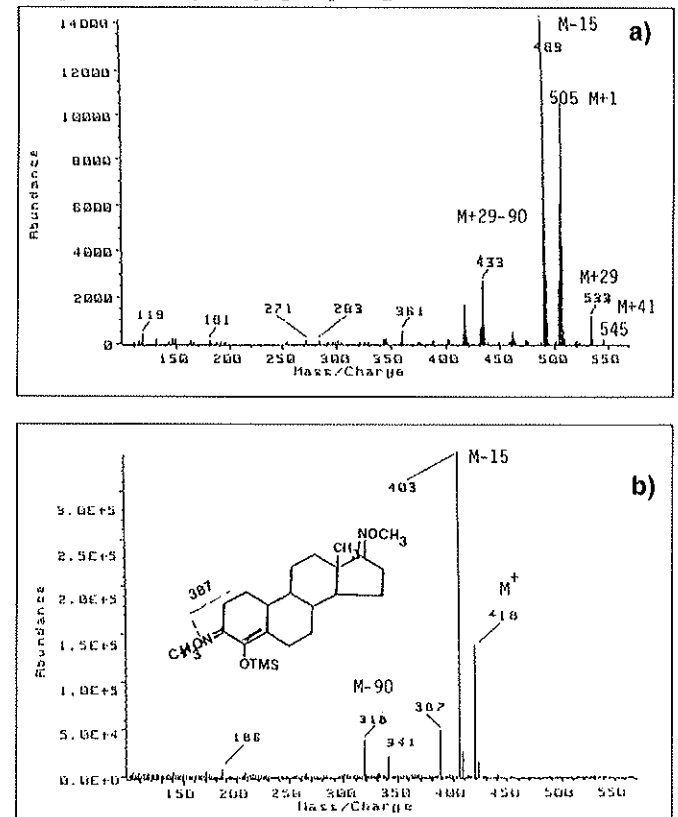 a)
M-15
489
505 M+1
M+29-90
433
M+29
533
M+41
545
119
181
271
283
361
14000
12000
10000
8000
6000
4000
2000
0
Abundance
150 200 250 300 350 400 450 500 550
Mass/Charge
b)
M-15
403
M+
418
M-90
318
341
387
186
387
NOCH3
CH3
CH3ON
OTMS
3.0E+5
2.5E+5
2.0E+5
1.5E+5
1.0E+5
5.0E+4
0.0E+0
Abundance
150 200 250 300 350 400 450 500 550
Mass/Charge